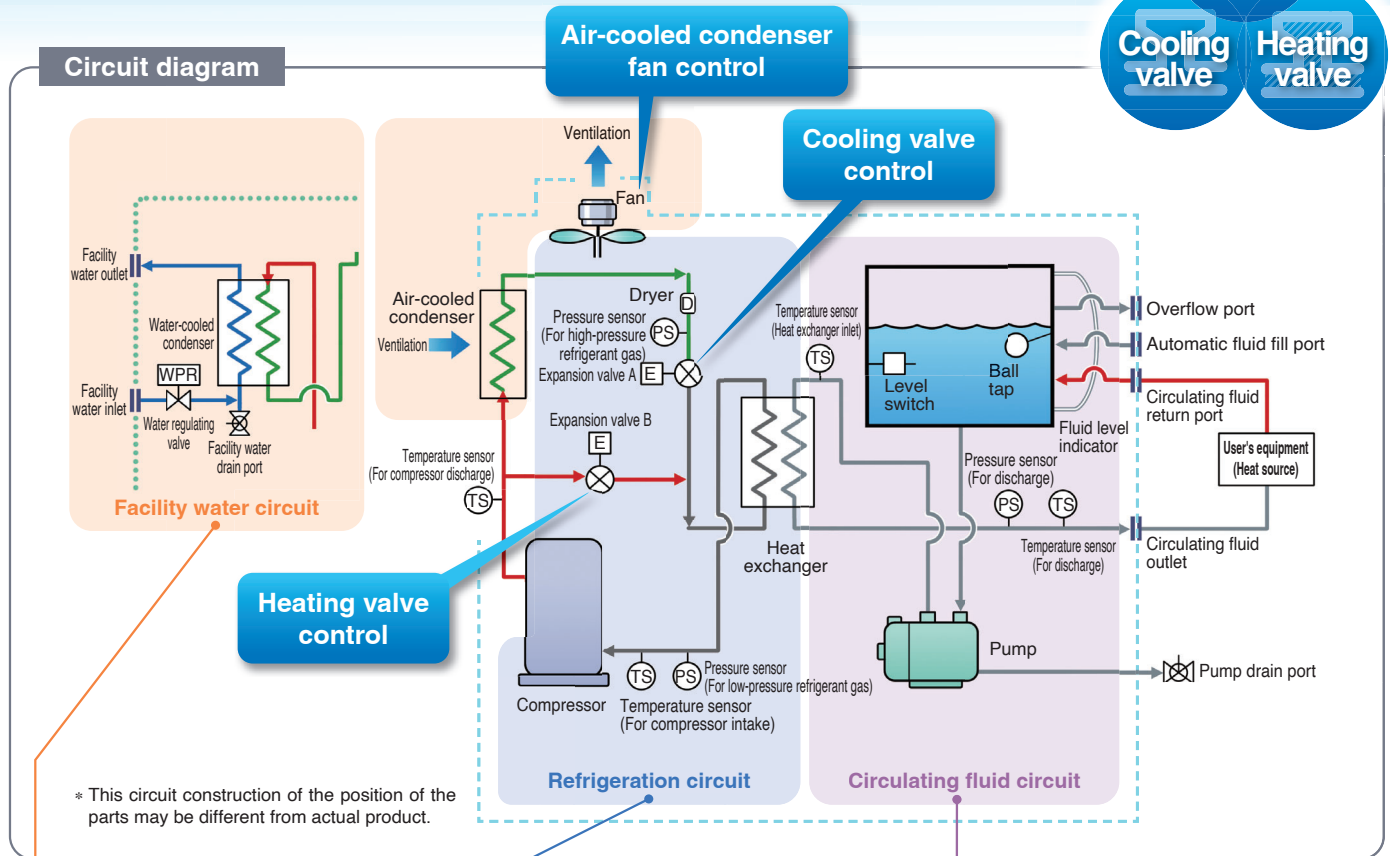 Circuit diagram
Air-cooled condenser
fan control
Cooling
valve
Heating
valve
Cooling valve
control
Ventilation
Fan
Facility
water outlet
Water-cooled
condenser
WPR
Facility
water inlet
Water regulating
valve
Facility water
drain port
Facility water circuit
Air-cooled
condenser
Ventilation
Dryer
D
Pressure sensor
(For high-pressure
refrigerant gas)
PS
Expansion valve A
E
Expansion valve B
E
Temperature sensor
(For compressor discharge)
TS
Heating valve
control
Temperature sensor
(Heat exchanger inlet)
TS
Heat
exchanger
Level
switch
Ball
tap
Fluid level
indicator
Overflow port
Automatic fluid fill port
Circulating fluid
return port
User's equipment
(Heat source)
Pressure sensor
(For discharge)
PS
TS
Temperature sensor
(For discharge)
Circulating fluid
outlet
Pump
Pump drain port
Compressor
TS
PS
Pressure sensor
(For low-pressure refrigerant gas)
Temperature sensor
(For compressor intake)
Refrigeration circuit
Circulating fluid circuit
* This circuit construction of the position of the
parts may be different from actual product.